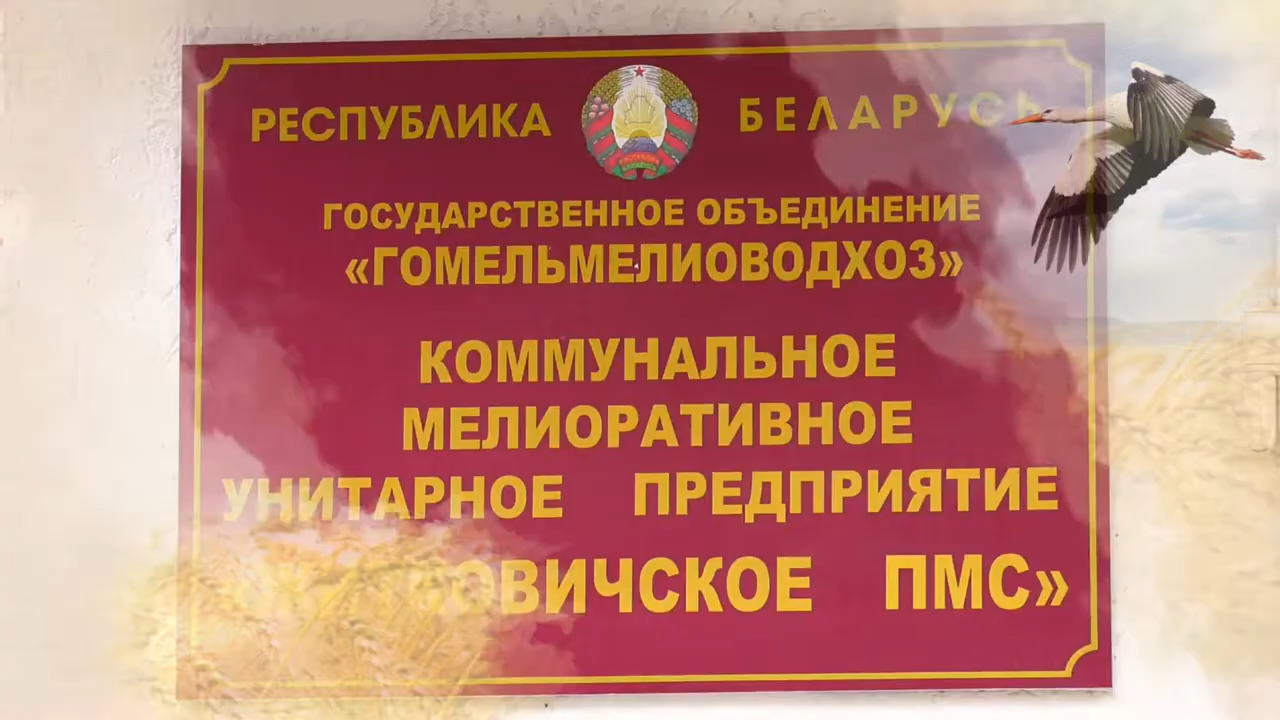 РЕСПУБЛИКА БЕЛАРУСЬ
ГОСУДАРСТВЕННОЕ ОБЪЕДИНЕНИЕ
«ГОМЕЛЬМЕЛИОВОДХОЗ»
КОММУНАЛЬНОЕ
МЕЛИОРАТИВНОЕ
УНИТАРНОЕ ПРЕДПРИЯТИЕ
ПМС»